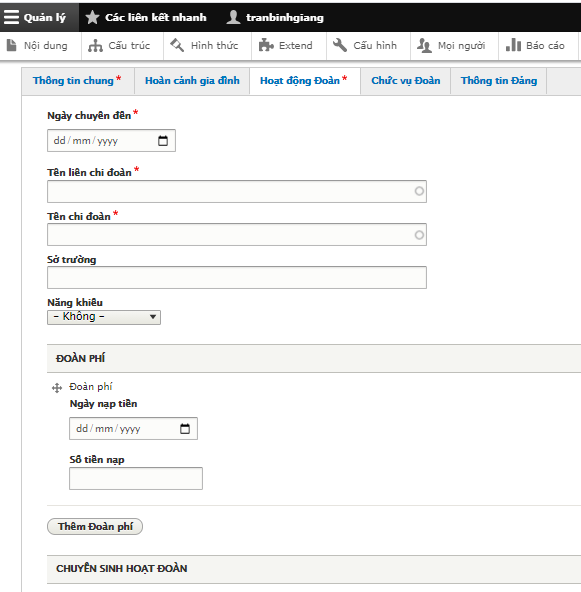 Quản lý Các liên kết nhanh tranbinhgiang
Nội dung Cấu trúc Hình thức Extend Cấu hình Mọi người Báo cáo
Thông tin chung * Hoàn cảnh gia đình Hoạt động Đoàn * Chức vụ Đoàn Thông tin Đảng
Ngày chuyển đến *
dd/mm/yyyy
Tên liên chi đoàn *
Tên chi đoàn *
Sở trường
Năng khiếu
- Không -
ĐOÀN PHÍ
Đoàn phí
Ngày nạp tiền
dd/mm/yyyy
Số tiền nạp
Thêm Đoàn phí
CHUYỂN SINH HOẠT ĐOÀN